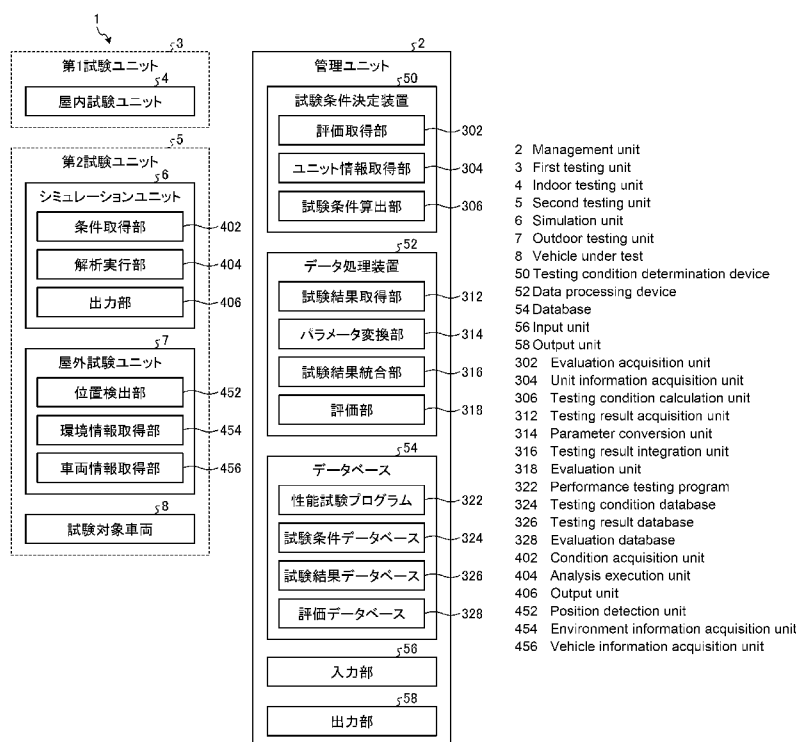 1
3
第1試験ユニット
4
屋内試験ユニット
5
第2試験ユニット
6
シミュレーションユニット
条件取得部
402
解析実行部
404
出力部
406
7
屋外試験ユニット
位置検出部
452
環境情報取得部
454
車両情報取得部
456
8
試験対象車両
2
管理ユニット
50
試験条件決定装置
評価取得部
302
ユニット情報取得部
304
試験条件算出部
306
52
データ処理装置
試験結果取得部
312
パラメータ変換部
314
試験結果統合部
316
評価部
318
54
データベース
性能試験プログラム
322
試験条件データベース
324
試験結果データベース
326
評価データベース
328
56
入力部
58
出力部
2 Management unit
3 First testing unit
4 Indoor testing unit
5 Second testing unit
6 Simulation unit
7 Outdoor testing unit
8 Vehicle under test
50 Testing condition determination device
52 Data processing device
54 Database
56 Input unit
58 Output unit
302 Evaluation acquisition unit
304 Unit information acquisition unit
306 Testing condition calculation unit
312 Testing result acquisition unit
314 Parameter conversion unit
316 Testing result integration unit
318 Evaluation unit
322 Performance testing program
324 Testing condition database
326 Testing result database
328 Evaluation database
402 Condition acquisition unit
404 Analysis execution unit
406 Output unit
452 Position detection unit
454 Environment information acquisition unit
456 Vehicle information acquisition unit